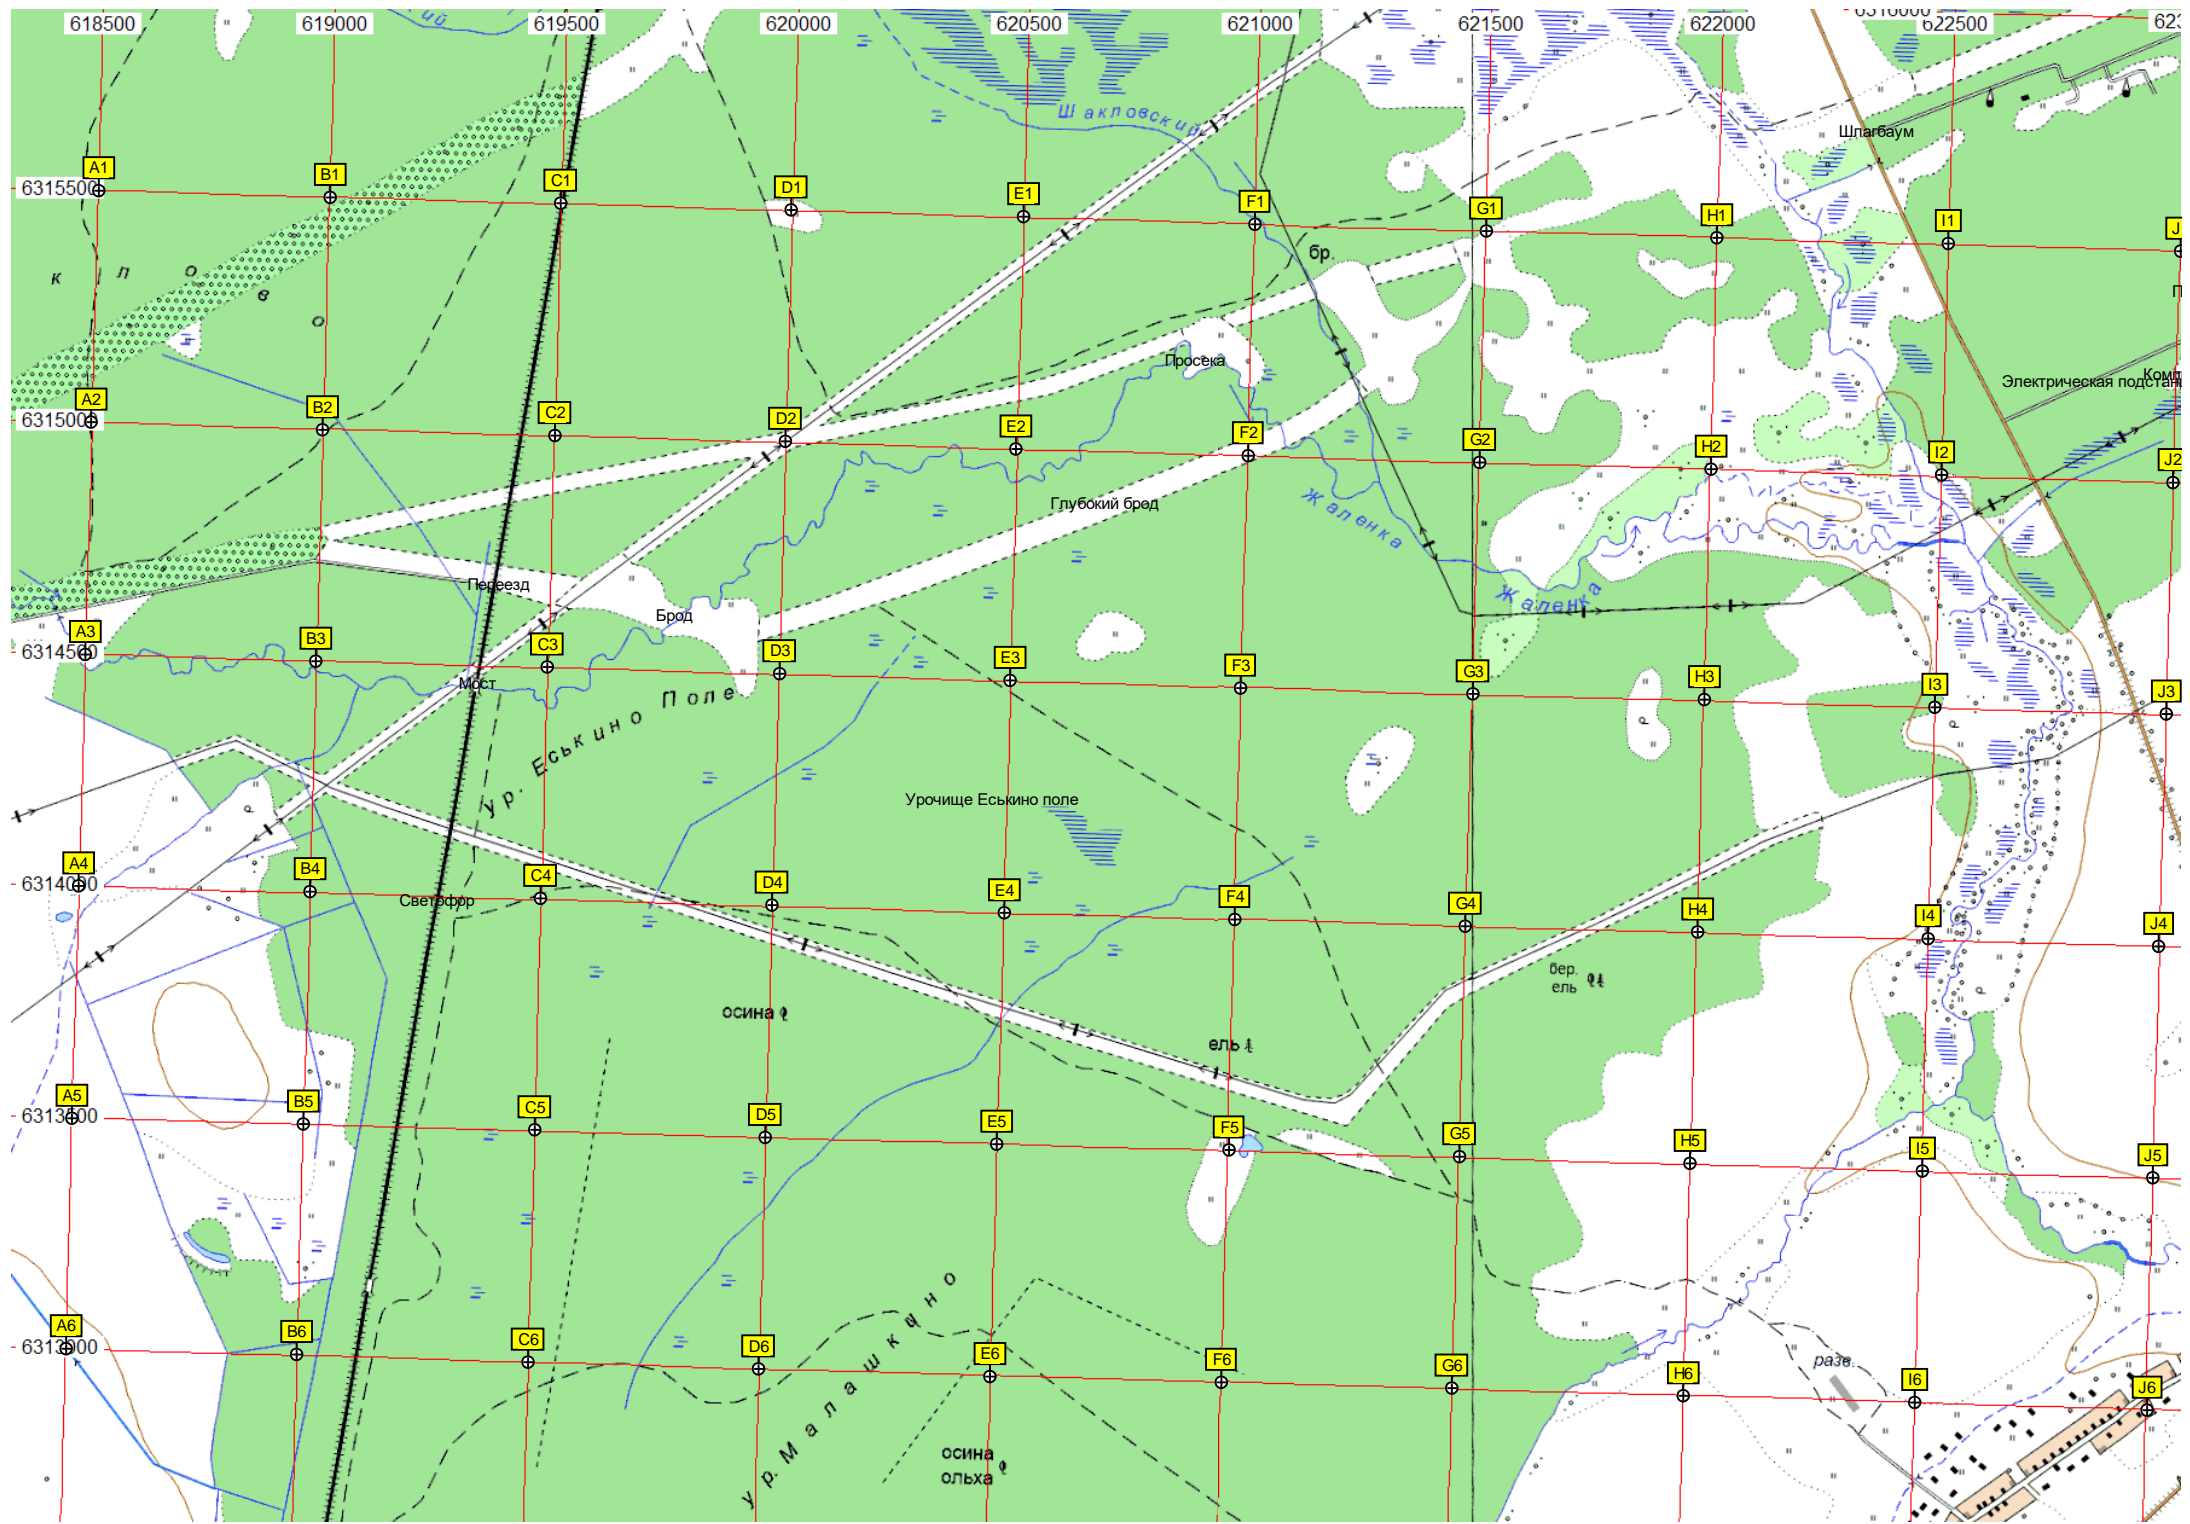 618500 619000 619500 620000 620500 621000 621500 622000 622500
6316000
Шакловский
Шлагбаум
A1 B1 C1 D1 E1 F1 G1 H1 I1
6315500
бр.
к л о в о
Просека
Электрическая подстан
A2 B2 C2 D2 E2 F2 G2 H2 I2 J2
6315000
Глубокий брод
Жаленка
Переезд
Жаленка
Брод
A3 B3 C3 D3 E3 F3 G3 H3 I3 J3
6314500
Мост
ур. Еськино Поле
Урочище Еськино поле
A4 B4 C4 D4 E4 F4 G4 H4 I4 J4
6314000
Светофор
бер.
ель
осина
ель
A5 B5 C5 D5 E5 F5 G5 H5 I5 J5
6313500
ур. Малашкино
A6 B6 C6 D6 E6 F6 G6 H6 I6 J6
6313000
разв.
осина
ольха